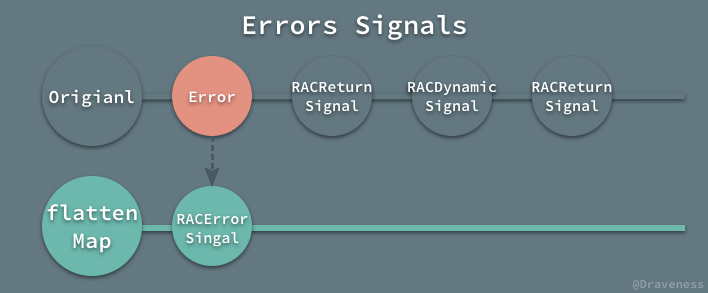 Errors Signals
Origianl
Error
RACReturn
Signal
RACDynamic
Signal
RACReturn
Signal
flatten
Map
RACError
Singal
@Draveness